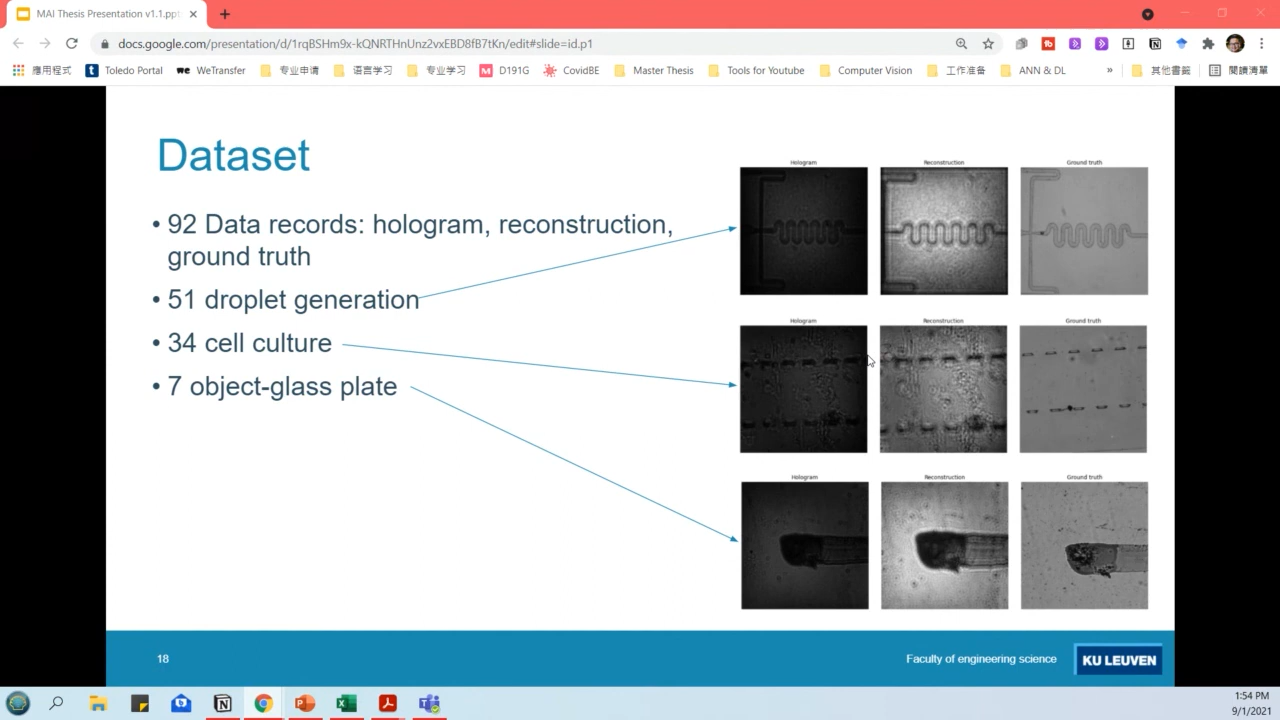 MAI Thesis Presentation v1.1.ppt
docs.google.com/presentation/d/1rqBSHm9x-kQNRTHnUnz2vxEBD8fB7tKn/edit#slide=id.p1
應用程式
Toledo Portal
WeTransfer
专业申请
语言学习
专业学习
D191G
CovidBE
Master Thesis
Tools for Youtube
Computer Vision
工作准备
ANN & DL
»
其他書籤
閱讀清單
Dataset
• 92 Data records: hologram, reconstruction,
ground truth
• 51 droplet generation
• 34 cell culture
• 7 object-glass plate
Hologram
Reconstruction
Ground truth
Hologram
Reconstruction
Ground truth
Hologram
Reconstruction
Ground truth
18
Faculty of engineering science
KU LEUVEN
1:54 PM
9/1/2021